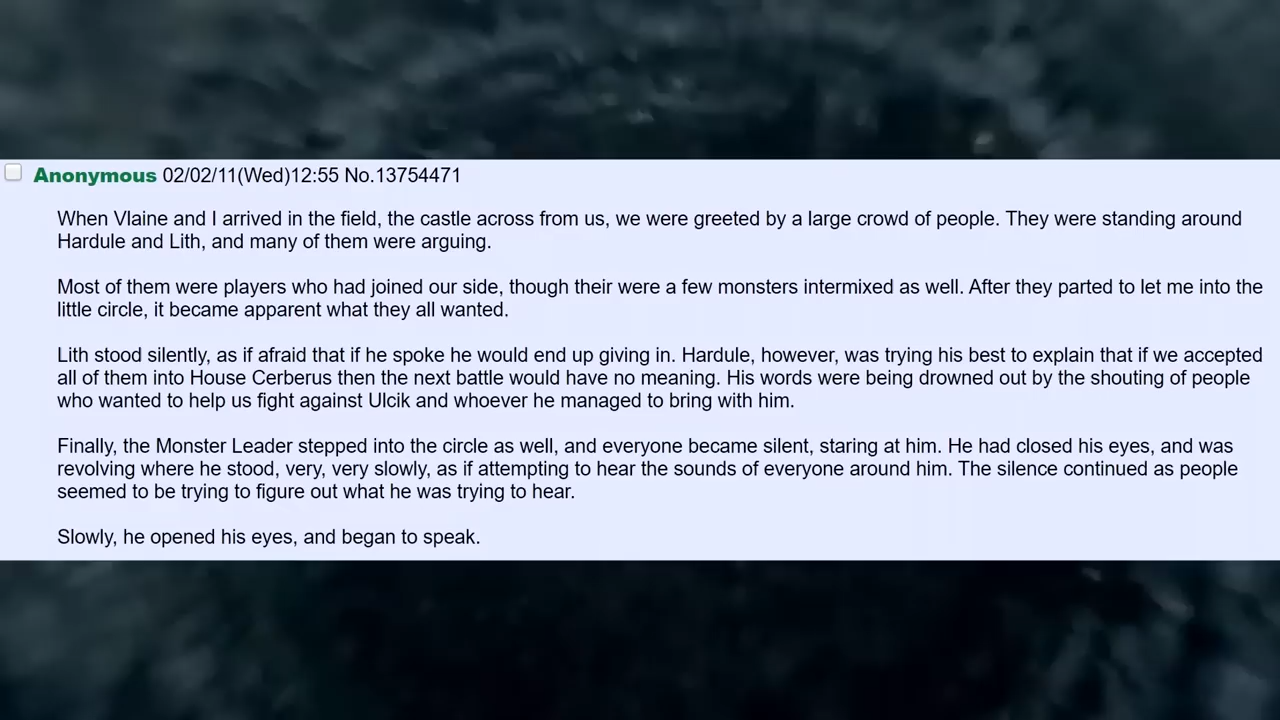 Anonymous 02/02/11(Wed)12:55 No.13754471
When Vlaine and I arrived in the field, the castle across from us, we were greeted by a large crowd of people. They were standing around
Hardule and Lith, and many of them were arguing.
Most of them were players who had joined our side, though their were a few monsters intermixed as well. After they parted to let me into the
little circle, it became apparent what they all wanted.
Lith stood silently, as if afraid that if he spoke he would end up giving in. Hardule, however, was trying his best to explain that if we accepted
all of them into House Cerberus then the next battle would have no meaning. His words were being drowned out by the shouting of people
who wanted to help us fight against Ulcik and whoever he managed to bring with him.
Finally, the Monster Leader stepped into the circle as well, and everyone became silent, staring at him. He had closed his eyes, and was
revolving where he stood, very, very slowly, as if attempting to hear the sounds of everyone around him. The silence continued as people
seemed to be trying to figure out what he was trying to hear.
Slowly, he opened his eyes, and began to speak.